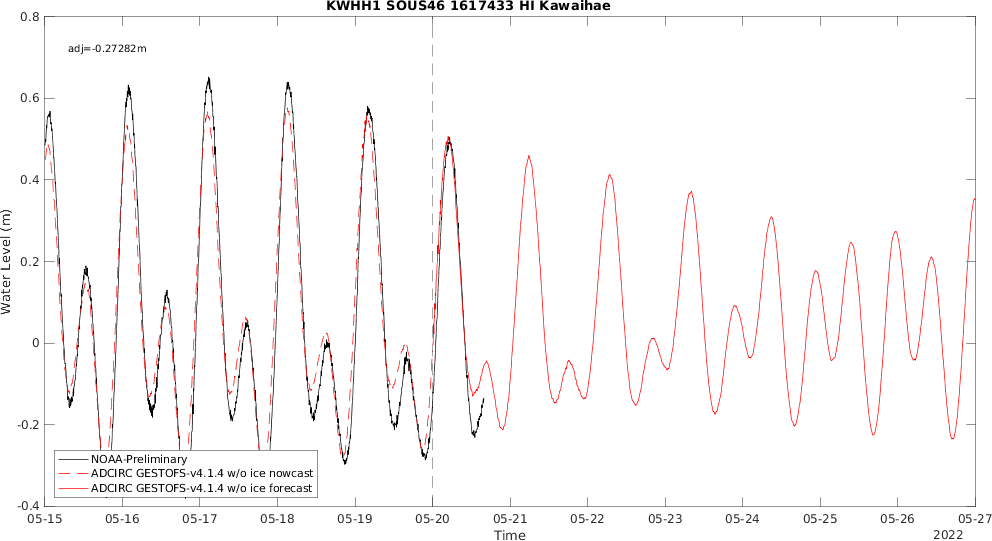 KWHH1 SOUS46 1617433 HI Kawaihae
adj=-0.27282m
Water Level (m)
0.8
0.6
0.4
0.2
0
-0.2
-0.4
NOAA-Preliminary
ADCIRC GESTOFS-v4.1.4 w/o ice nowcast
ADCIRC GESTOFS-v4.1.4 w/o ice forecast
05-15 05-16 05-17 05-18 05-19 05-20 05-21 05-22 05-23 05-24 05-25 05-26 05-27
Time
2022